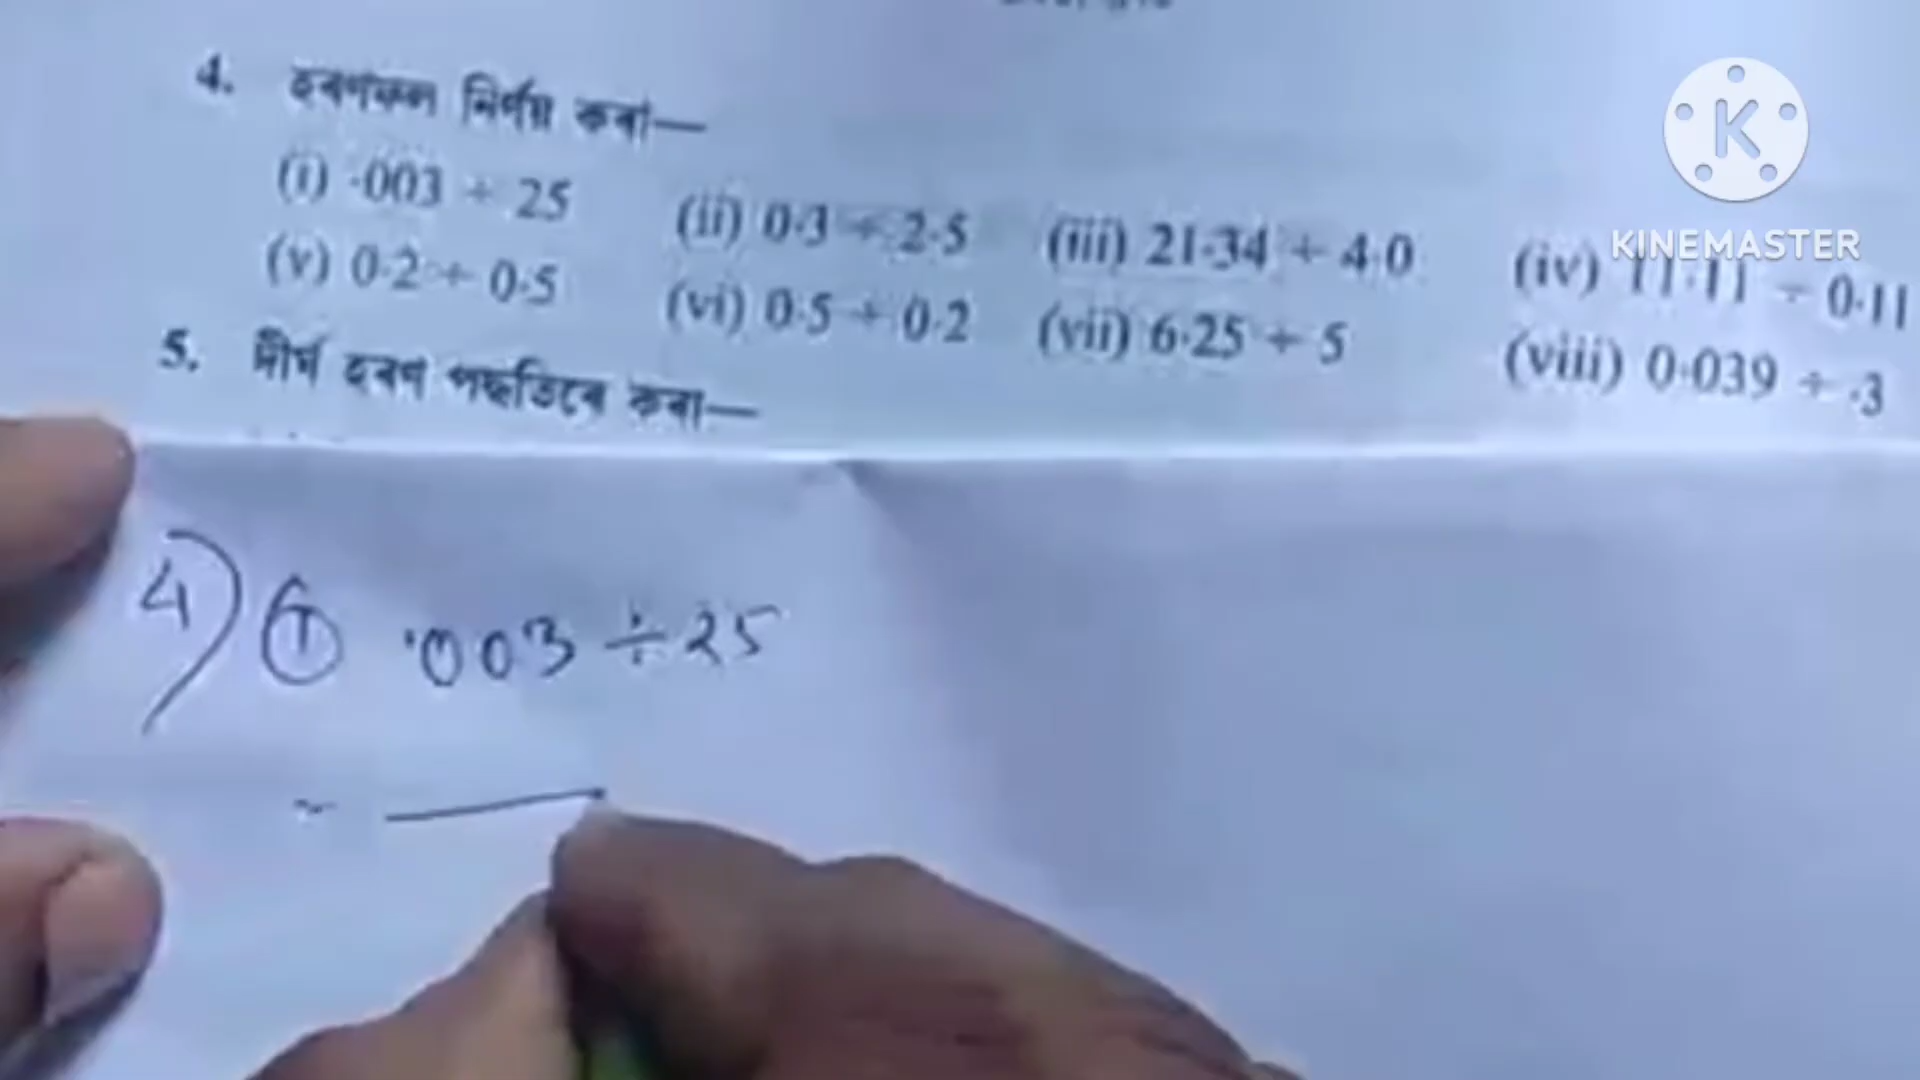 4. হৰণফল নিৰ্ণয় কৰা—
(i) ·003 ÷ 25 (ii) 0·3 ÷ 2·5 (iii) 21·34 ÷ 4·0 (iv) 11·11 ÷ 0·11
(v) 0·2 ÷ 0·5 (vi) 0·5 ÷ 0·2 (vii) 6·25 ÷ 5 (viii) 0·039 ÷ ·3
5. দীৰ্ঘ হৰণ পদ্ধতিৰে কৰা—
4) ·003 ÷ 25
K
KINEMASTER